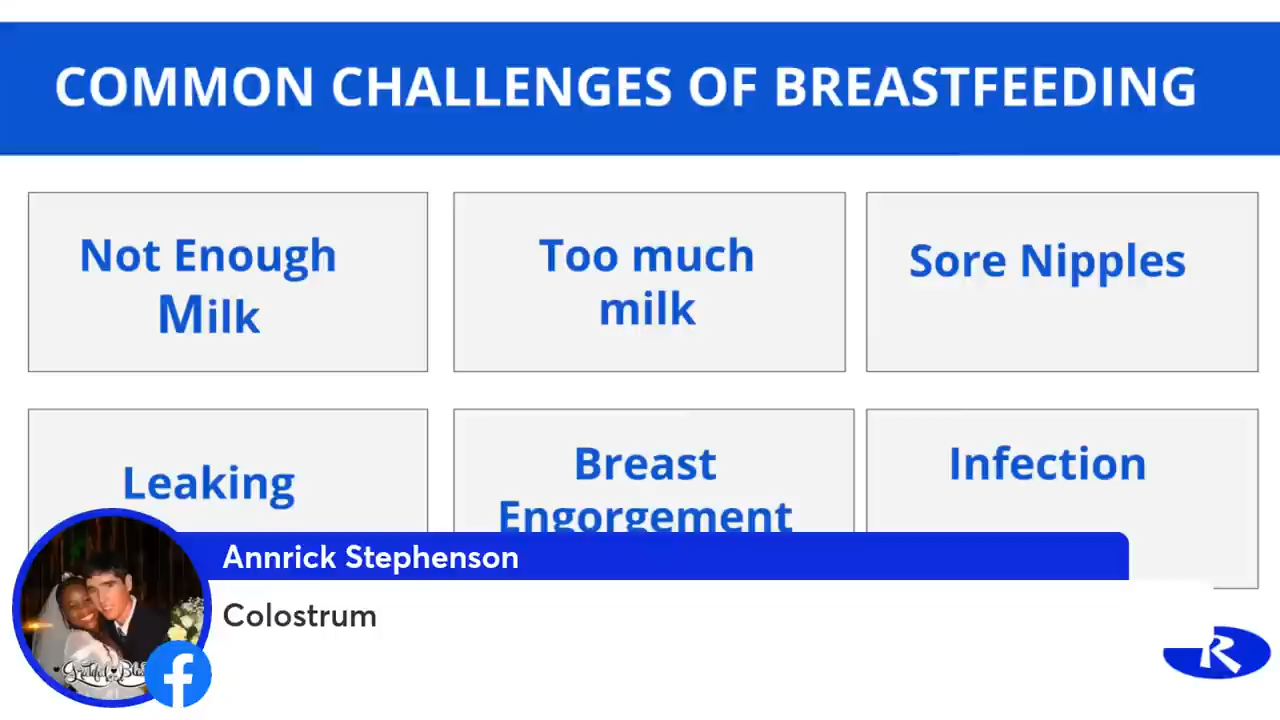 COMMON CHALLENGES OF BREASTFEEDING
Not Enough
Milk
Too much
milk
Sore Nipples
Leaking
Breast
Engorgement
Infection
Annrick Stephenson
Colostrum
R